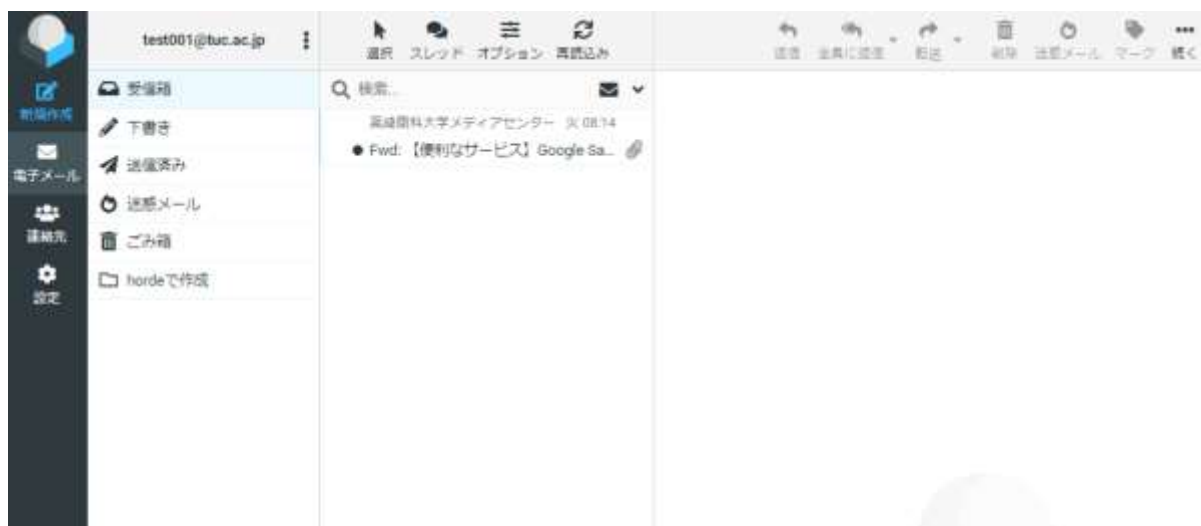 test001@tuc.ac.jp
選択 スレッド オプション 再読込み
返信 全員に返信 転送 削除 迷惑メール マーク 続く
新規作成
電子メール
連絡先
設定
受信箱
下書き
送信済み
迷惑メール
ごみ箱
hordeで作成
検索...
高崎商科大学メディアセンター 火 08:14
Fwd: 【便利なサービス】Google Sa...